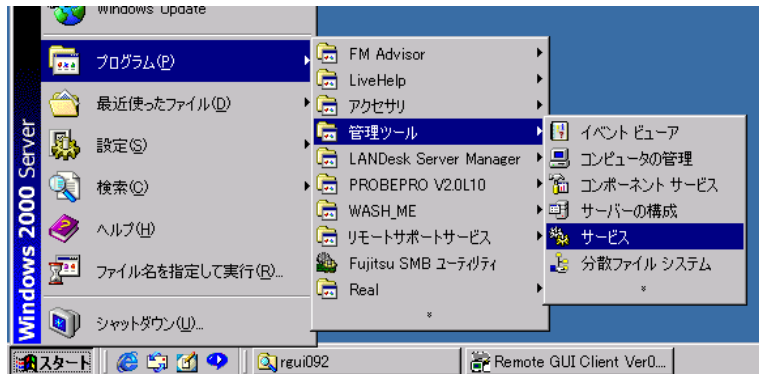 Windows Update
プログラム(P)
最近使ったファイル(D)
設定(S)
検索(C)
ヘルプ(H)
ファイル名を指定して実行(R)...
シャットダウン(U)...
Windows 2000 Server
FM Advisor
LiveHelp
アクセサリ
管理ツール
LANDesk Server Manager
PROBEPRO V2.0L10
WASH_ME
リモートサポートサービス
Fujitsu SMB ユーティリティ
Real
イベント ビューア
コンピュータの管理
コンポーネント サービス
サーバーの構成
サービス
分散ファイル システム
スタート
rgui092
Remote GUI Client Ver0....